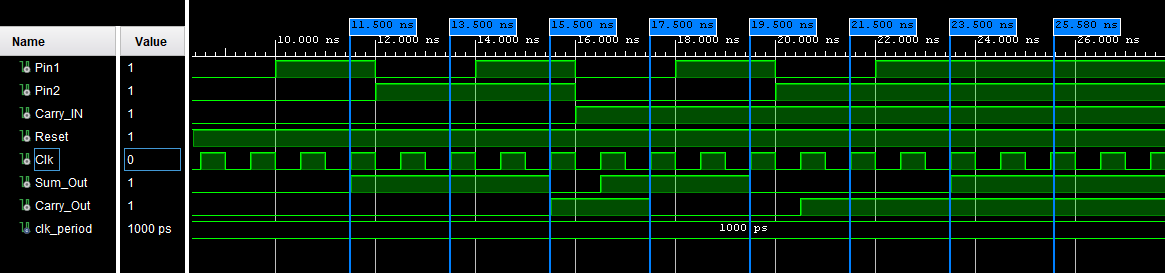 11.500 ns 13.500 ns 15.500 ns 17.500 ns 19.500 ns 21.500 ns 23.500 ns 25.580 ns
Name Value 10.000 ns 12.000 ns 14.000 ns 16.000 ns 18.000 ns 20.000 ns 22.000 ns 24.000 ns 26.000 ns
Pin1 1
Pin2 1
Carry_IN 1
Reset 1
Clk 0
Sum_Out 1
Carry_Out 1
clk_period 1000 ps 1000 ps